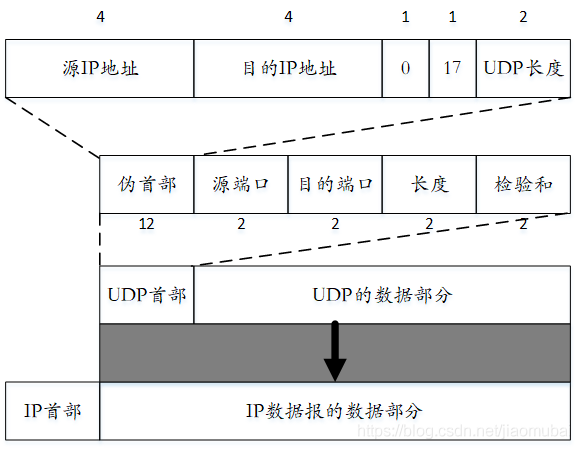 4 4 1 1 2
源IP地址 目的IP地址 0 17 UDP长度
伪首部 源端口 目的端口 长度 检验和
12 2 2 2 2
UDP首部 UDP的数据部分
IP首部 IP数据报的数据部分
https://blog.csdn.net/jiaomubai